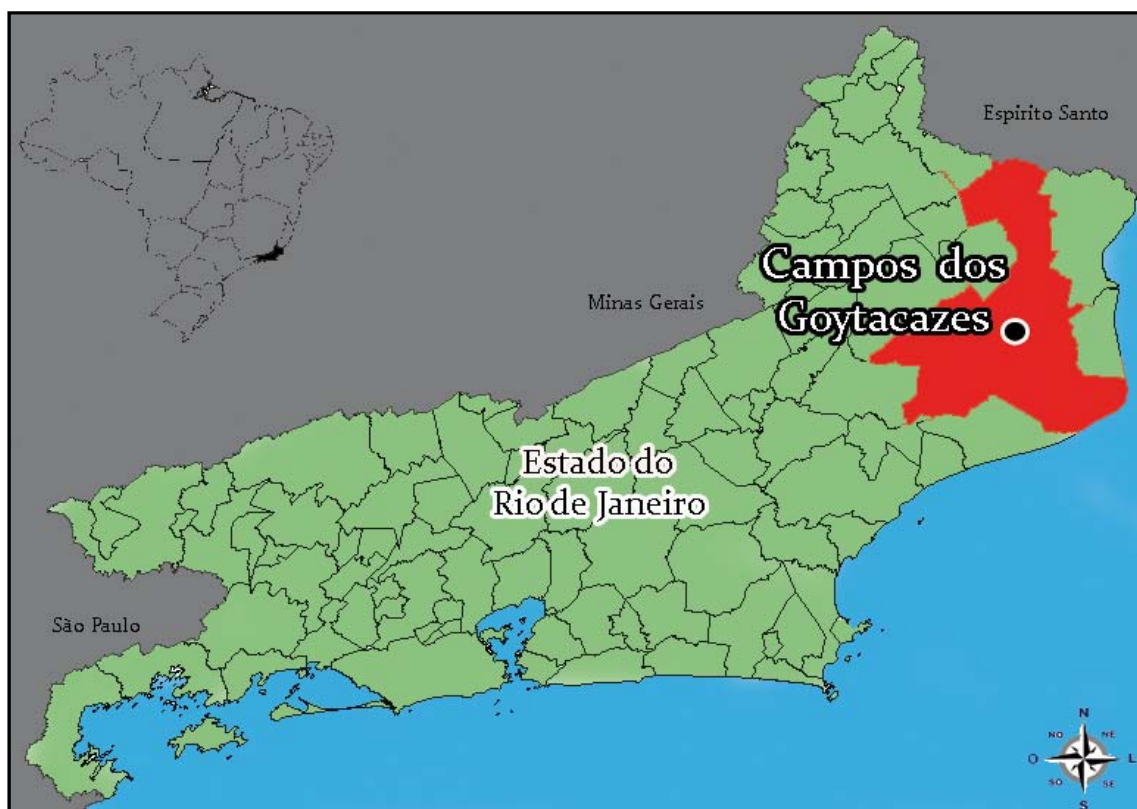 Espírito Santo
Campos dos
Goytacazes
Minas Gerais
Estado do
Rio de Janeiro
São Paulo
N
NO
NE
O
L
SO
SE
S